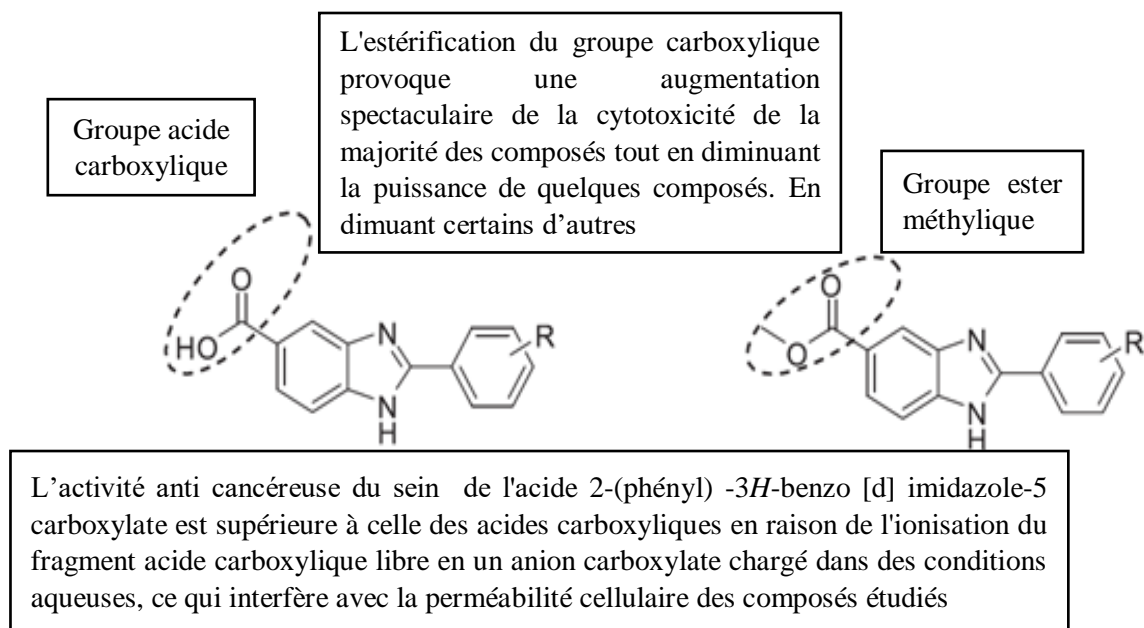 L'estérification du groupe carboxylique
provoque une augmentation
spectaculaire de la cytotoxicité de la
majorité des composés tout en diminuant
la puissance de quelques composés. En
dimuant certains d’autres
Groupe acide
carboxylique
Groupe ester
méthylique
O
HO
N
N
H
R
O
O
N
N
H
R
L’activité anti cancéreuse du sein de l'acide 2-(phényl) -3H-benzo [d] imidazole-5
carboxylate est supérieure à celle des acides carboxyliques en raison de l'ionisation du
fragment acide carboxylique libre en un anion carboxylate chargé dans des conditions
aqueuses, ce qui interfère avec la perméabilité cellulaire des composés étudiés